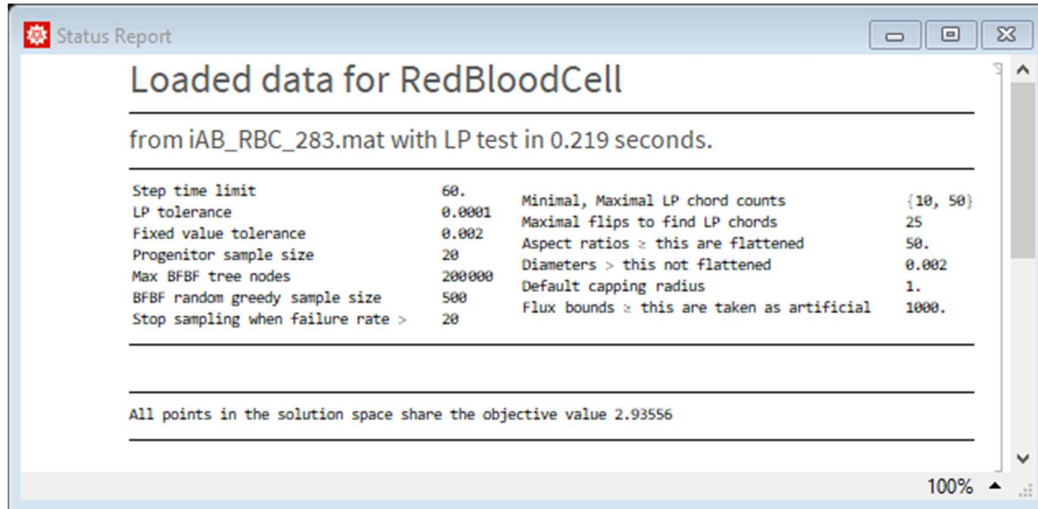 Status Report
Loaded data for RedBloodCell
from iAB_RBC_283.mat with LP test in 0.219 seconds.
Step time limit 60.
LP tolerance 0.0001
Fixed value tolerance 0.002
Progenitor sample size 20
Max BFBF tree nodes 200000
BFBF random greedy sample size 500
Stop sampling when failure rate > 20
Minimal, Maximal LP chord counts {10, 50}
Maximal flips to find LP chords 25
Aspect ratios ≥ this are flattened 50.
Diameters > this not flattened 0.002
Default capping radius 1.
Flux bounds ≥ this are taken as artificial 1000.
All points in the solution space share the objective value 2.93556
100%